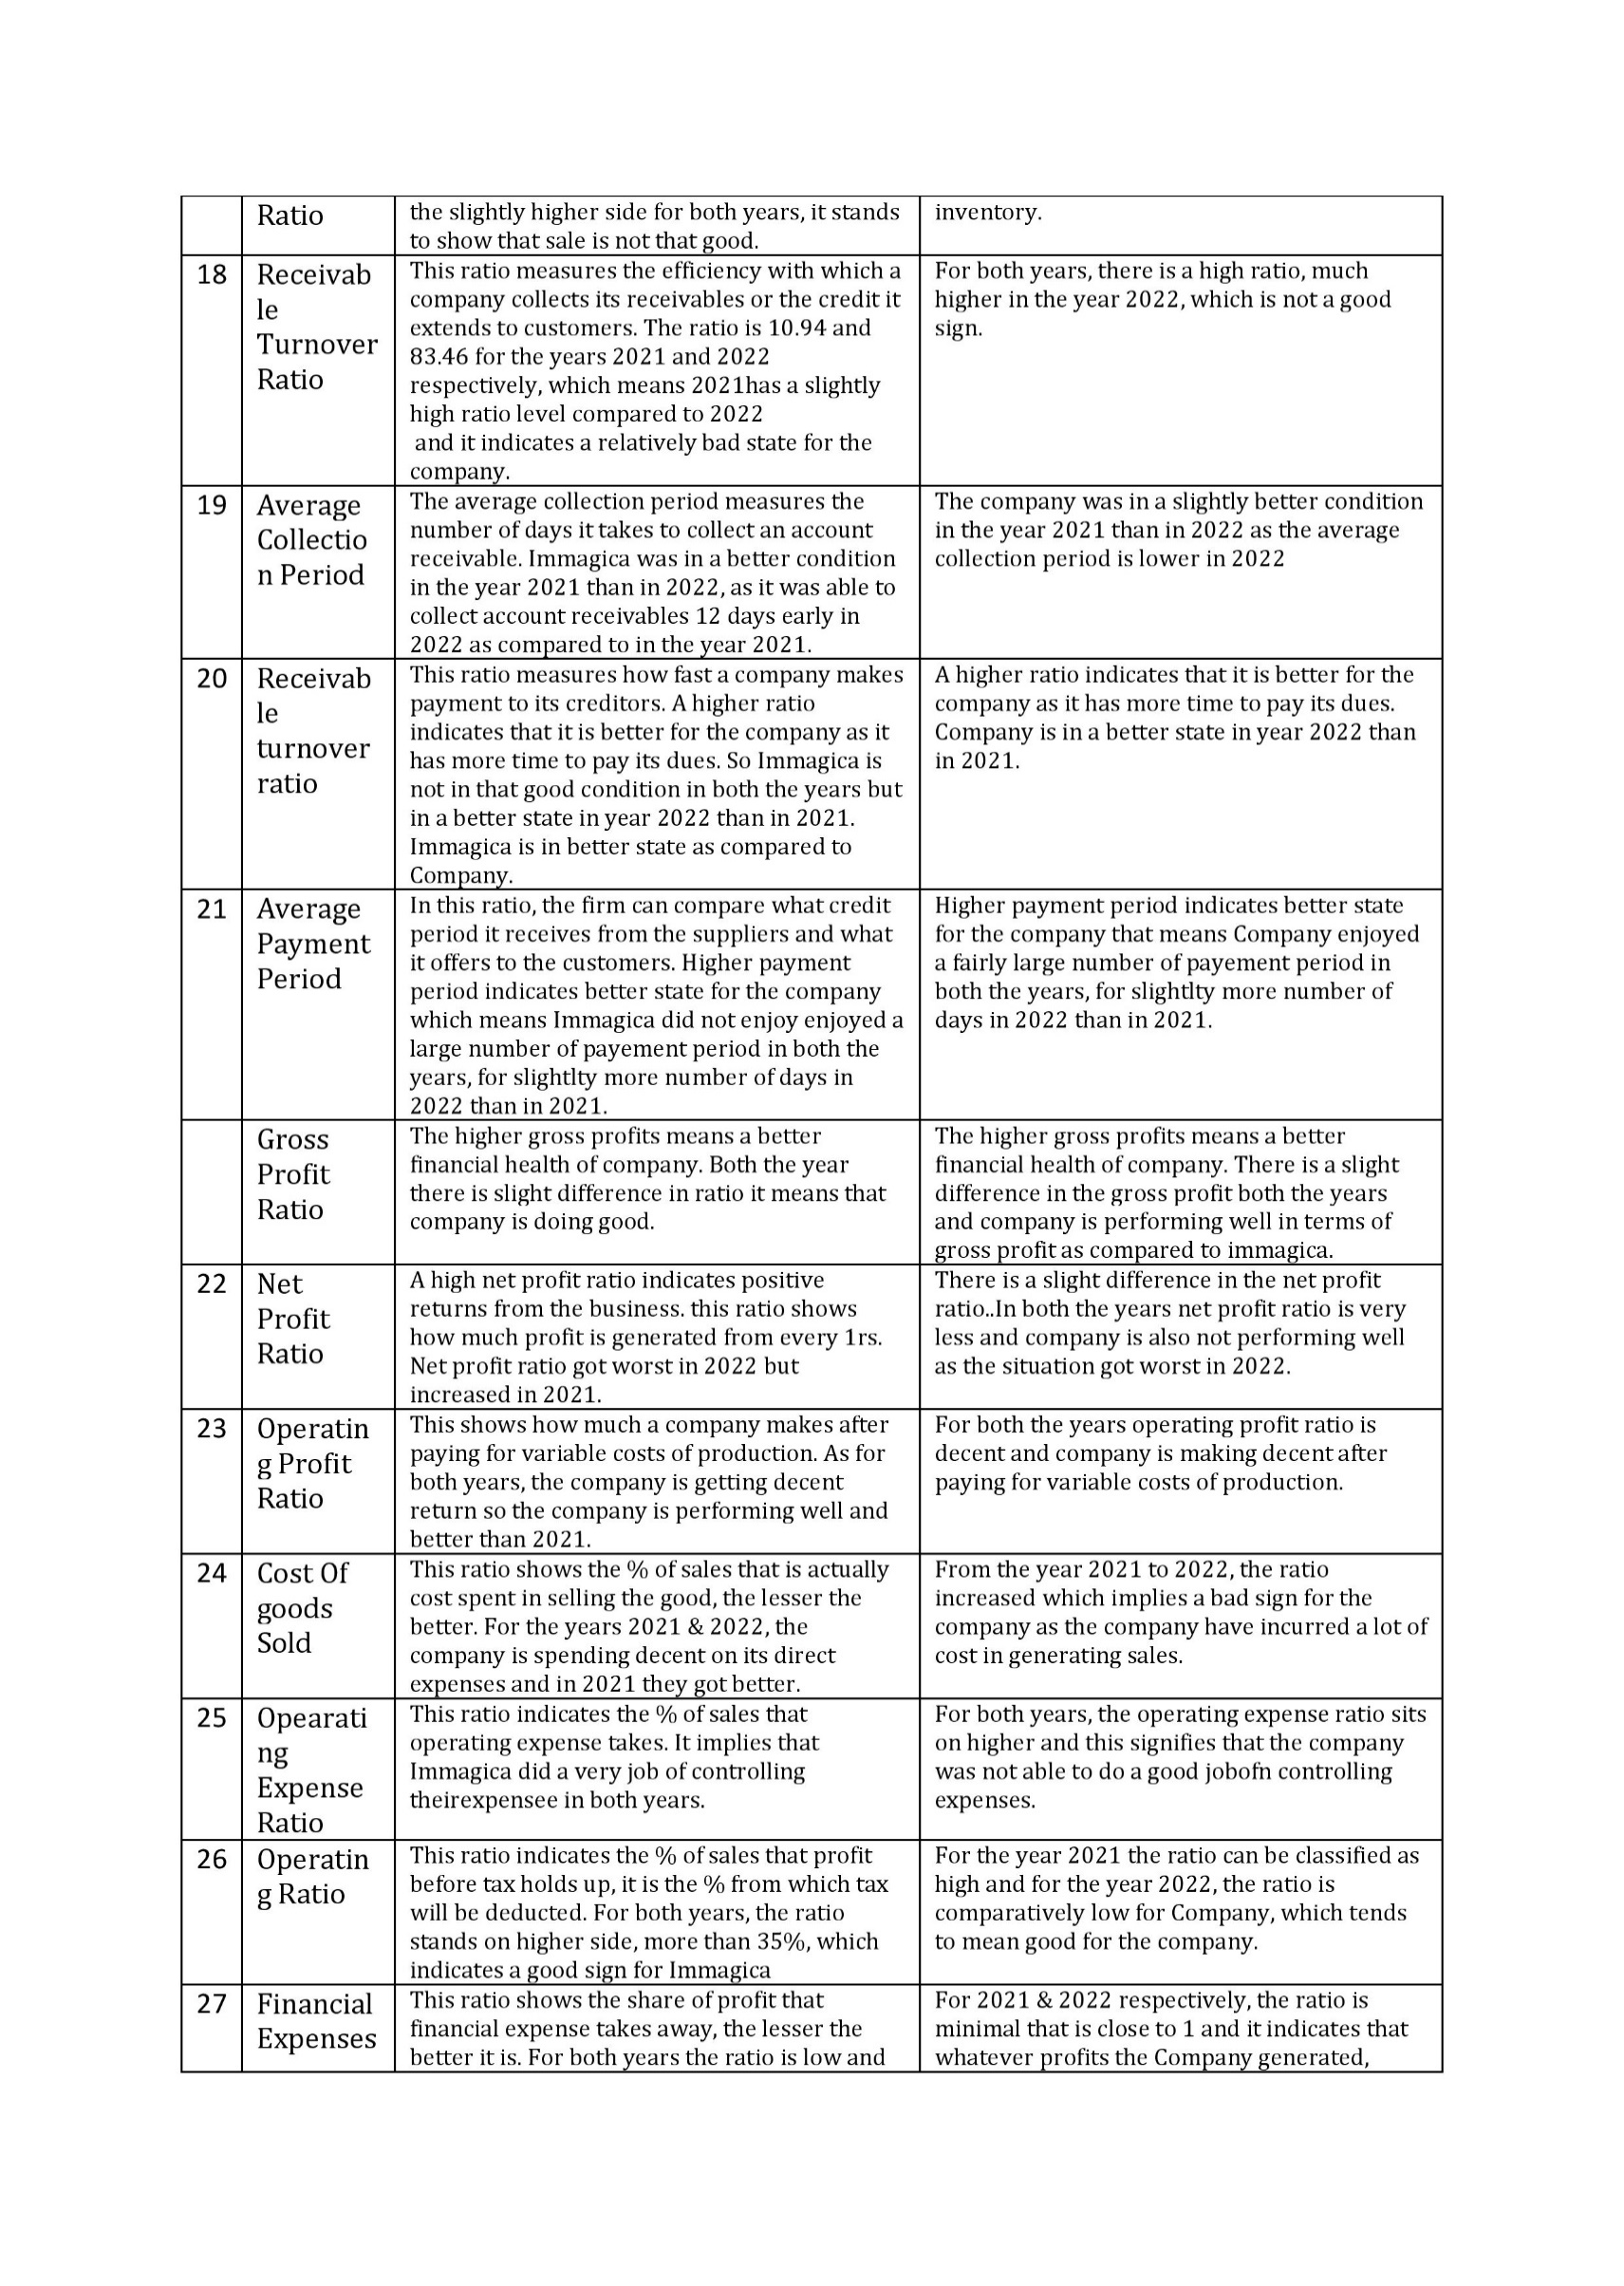 Ratio
the slightly higher side for both years, it stands
to show that sale is not that good.
inventory.
18
Receivab
le
Turnover
Ratio
This ratio measures the efficiency with which a
company collects its receivables or the credit it
extends to customers. The ratio is 10.94 and
83.46 for the years 2021 and 2022
respectively, which means 2021has a slightly
high ratio level compared to 2022
and it indicates a relatively bad state for the
company.
For both years, there is a high ratio, much
higher in the year 2022, which is not a good
sign.
19
Average
Collectio
n Period
The average collection period measures the
number of days it takes to collect an account
receivable. Immagica was in a better condition
in the year 2021 than in 2022, as it was able to
collect account receivables 12 days early in
2022 as compared to in the year 2021.
The company was in a slightly better condition
in the year 2021 than in 2022 as the average
collection period is lower in 2022
20
Receivab
le
turnover
ratio
This ratio measures how fast a company makes
payment to its creditors. A higher ratio
indicates that it is better for the company as it
has more time to pay its dues. So Immagica is
not in that good condition in both the years but
in a better state in year 2022 than in 2021.
Immagica is in better state as compared to
Company.
A higher ratio indicates that it is better for the
company as it has more time to pay its dues.
Company is in a better state in year 2022 than
in 2021.
21
Average
Payment
Period
In this ratio, the firm can compare what credit
period it receives from the suppliers and what
it offers to the customers. Higher payment
period indicates better state for the company
which means Immagica did not enjoy enjoyed a
large number of payement period in both the
years, for slightlty more number of days in
2022 than in 2021.
Higher payment period indicates better state
for the company that means Company enjoyed
a fairly large number of payement period in
both the years, for slightlty more number of
days in 2022 than in 2021.
Gross
Profit
Ratio
The higher gross profits means a better
financial health of company. Both the year
there is slight difference in ratio it means that
company is doing good.
The higher gross profits means a better
financial health of company. There is a slight
difference in the gross profit both the years
and company is performing well in terms of
gross profit as compared to immagica.
22
Net
Profit
Ratio
A high net profit ratio indicates positive
returns from the business. this ratio shows
how much profit is generated from every 1rs.
Net profit ratio got worst in 2022 but
increased in 2021.
There is a slight difference in the net profit
ratio..In both the years net profit ratio is very
less and company is also not performing well
as the situation got worst in 2022.
23
Operatin
g Profit
Ratio
This shows how much a company makes after
paying for variable costs of production. As for
both years, the company is getting decent
return so the company is performing well and
better than 2021.
For both the years operating profit ratio is
decent and company is making decent after
paying for variable costs of production.
24
Cost Of
goods
Sold
This ratio shows the % of sales that is actually
cost spent in selling the good, the lesser the
better. For the years 2021 & 2022, the
company is spending decent on its direct
expenses and in 2021 they got better.
From the year 2021 to 2022, the ratio
increased which implies a bad sign for the
company as the company have incurred a lot of
cost in generating sales.
25
Opearati
ng
Expense
Ratio
This ratio indicates the % of sales that
operating expense takes. It implies that
Immagica did a very job of controlling
theirexpensee in both years.
For both years, the operating expense ratio sits
on higher and this signifies that the company
was not able to do a good jobofn controlling
expenses.
26
Operatin
g Ratio
This ratio indicates the % of sales that profit
before tax holds up, it is the % from which tax
will be deducted. For both years, the ratio
stands on higher side, more than 35%, which
indicates a good sign for Immagica
For the year 2021 the ratio can be classified as
high and for the year 2022, the ratio is
comparatively low for Company, which tends
to mean good for the company.
27
Financial
Expenses
This ratio shows the share of profit that
financial expense takes away, the lesser the
better it is. For both years the ratio is low and
For 2021 & 2022 respectively, the ratio is
minimal that is close to 1 and it indicates that
whatever profits the Company generated,